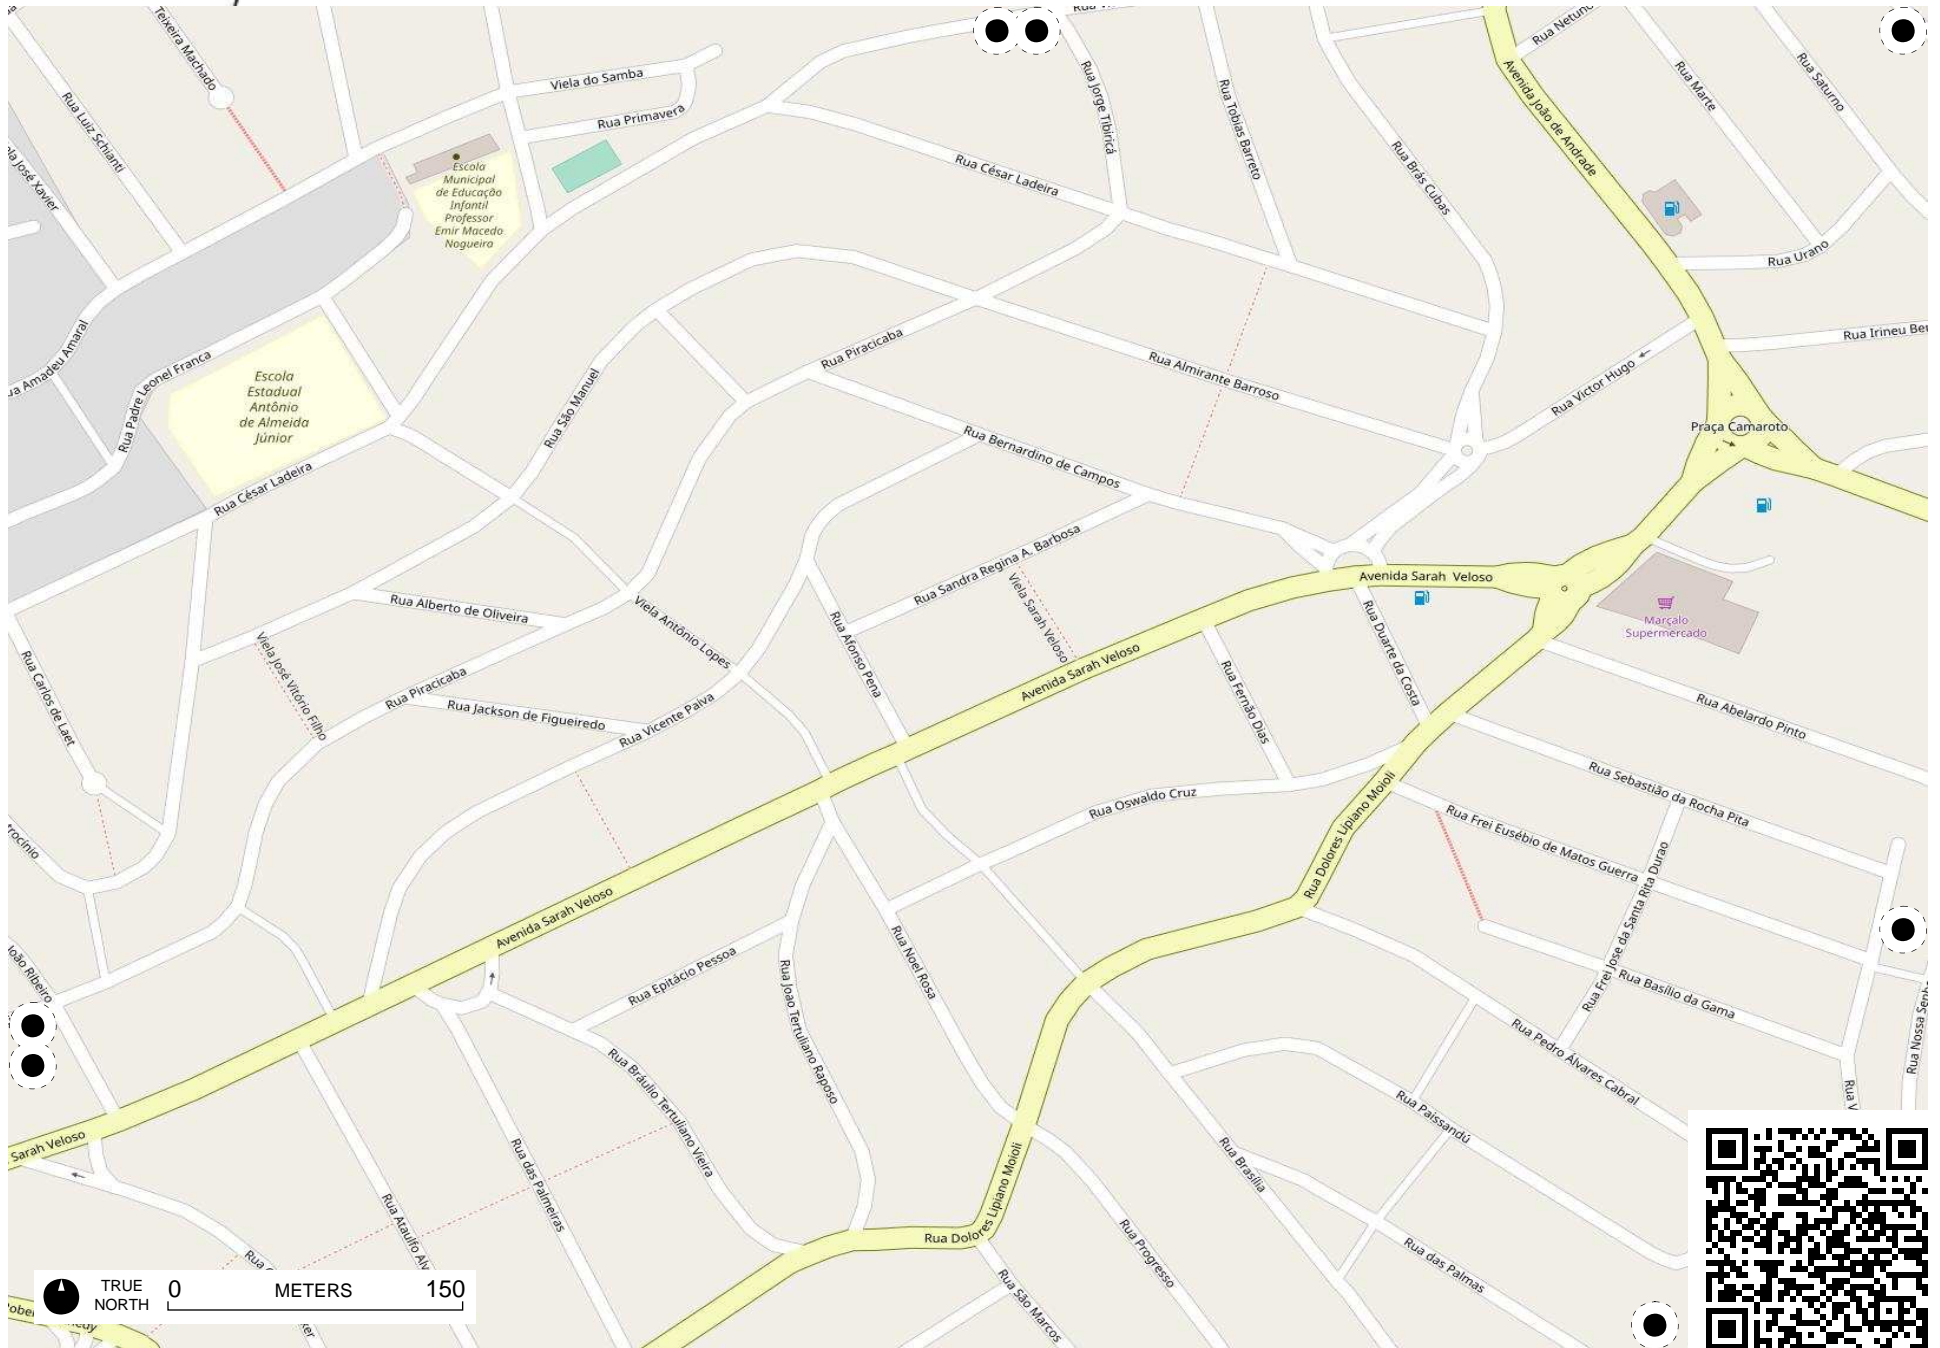 Teixeira Machado
Viela do Samba
Rua Primavera
Rua Luiz Schianti
Rua Jorge Tibiriçá
Rua Tobias Barreto
Rua Brás Cubas
Avenida João de Andrade
Rua Netuno
Rua Marte
Rua Saturno
Rua Urano
Rua César Ladeira
Escola
Municipal
de Educação
Infantil
Professor
Emir Macedo
Nogueira
Rua Padre Leonel Franca
Escola
Estadual
Antônio
de Almeida
Júnior
Rua São Manuel
Rua Piracicaba
Rua Almirante Barroso
Rua Victor Hugo
Praça Camaroto
Rua Bernardino de Campos
Rua César Ladeira
Rua Sandra Regina A. Barbosa
Viela Sarah Veloso
Avenida Sarah Veloso
Marçalo
Supermercado
Rua Alberto de Oliveira
Viela Antônio Lopes
Rua Afonso Pena
Rua Duarte da Costa
Rua Fernão Dias
Viela José Vitório Filho
Rua Carlos de Laet
Rua Piracicaba
Rua Jackson de Figueiredo
Rua Vicente Paiva
Avenida Sarah Veloso
Rua Abelardo Pinto
Rua Sebastião da Rocha Pita
Rua Oswaldo Cruz
Rua Dolores Lipiano Moioli
Rua Frei Eusébio de Matos Guerra
Rua Frei Jose da Santa Rita Durao
trocínio
Avenida Sarah Veloso
João Ribeiro
Rua Epitácio Pessoa
Rua Joao Tertuliano Raposo
Rua Noel Rosa
Rua Basílio da Gama
Rua Pedro Álvares Cabral
Rua Bráulio Tertuliano Vieira
Rua Paissandú
Rua das Palmeiras
Rua Brasília
Sarah Veloso
Rua Dolores Lipiano Moioli
Rua Progresso
Rua das Palmas
Rua São Marcos
TRUE
NORTH
0 METERS 150